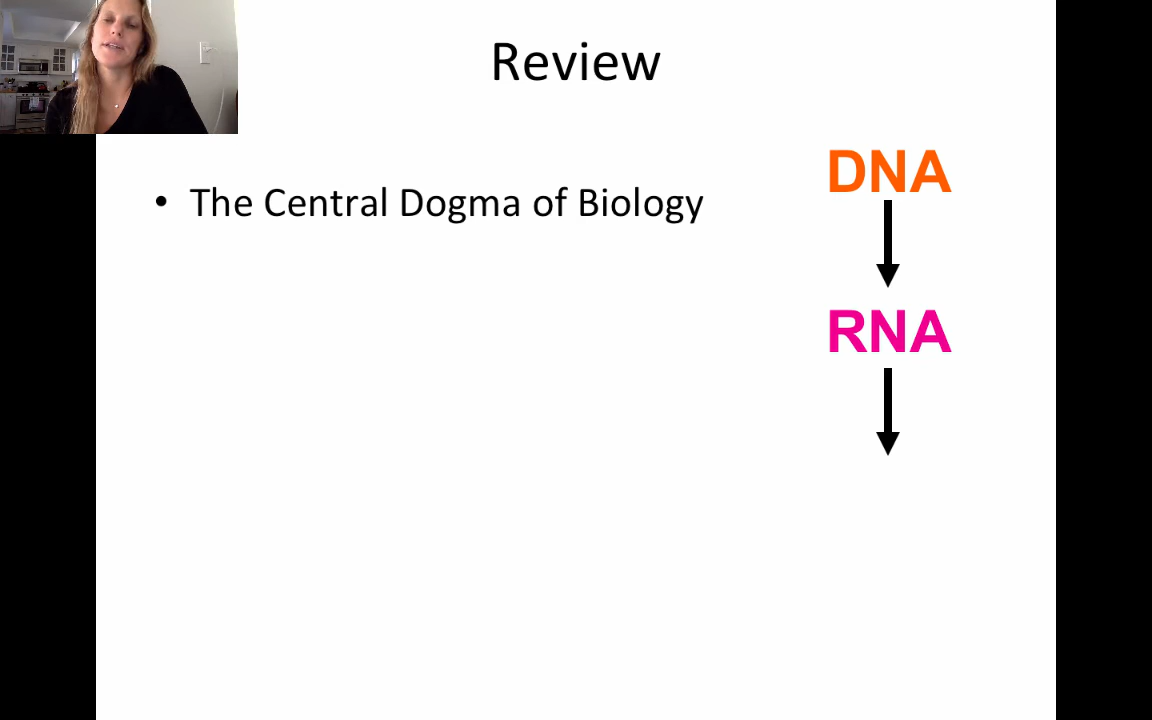 Review
• The Central Dogma of Biology
DNA
RNA